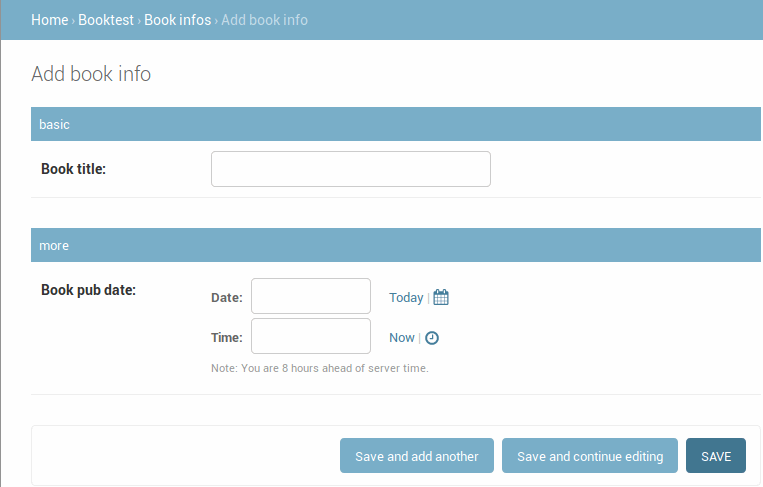 Home › Booktest › Book infos › Add book info
Add book info
basic
Book title:
more
Book pub date:
Date: Today |
Time: Now |
Note: You are 8 hours ahead of server time.
Save and add another Save and continue editing SAVE